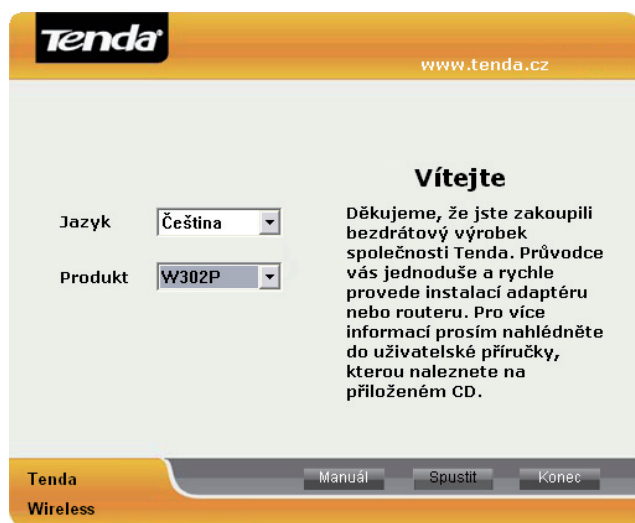 Tenda
www.tenda.cz
Vítejte
Jazyk
Čeština
Produkt
W302P
Děkujeme, že jste zakoupili
bezdrátový výrobek
společnosti Tenda. Průvodce
vás jednoduše a rychle
provede instalací adaptéru
nebo routeru. Pro více
informací prosím nahlédněte
do uživatelské příručky,
kterou naleznete na
přiloženém CD.
Tenda
Wireless
Manuál
Spustit
Konec